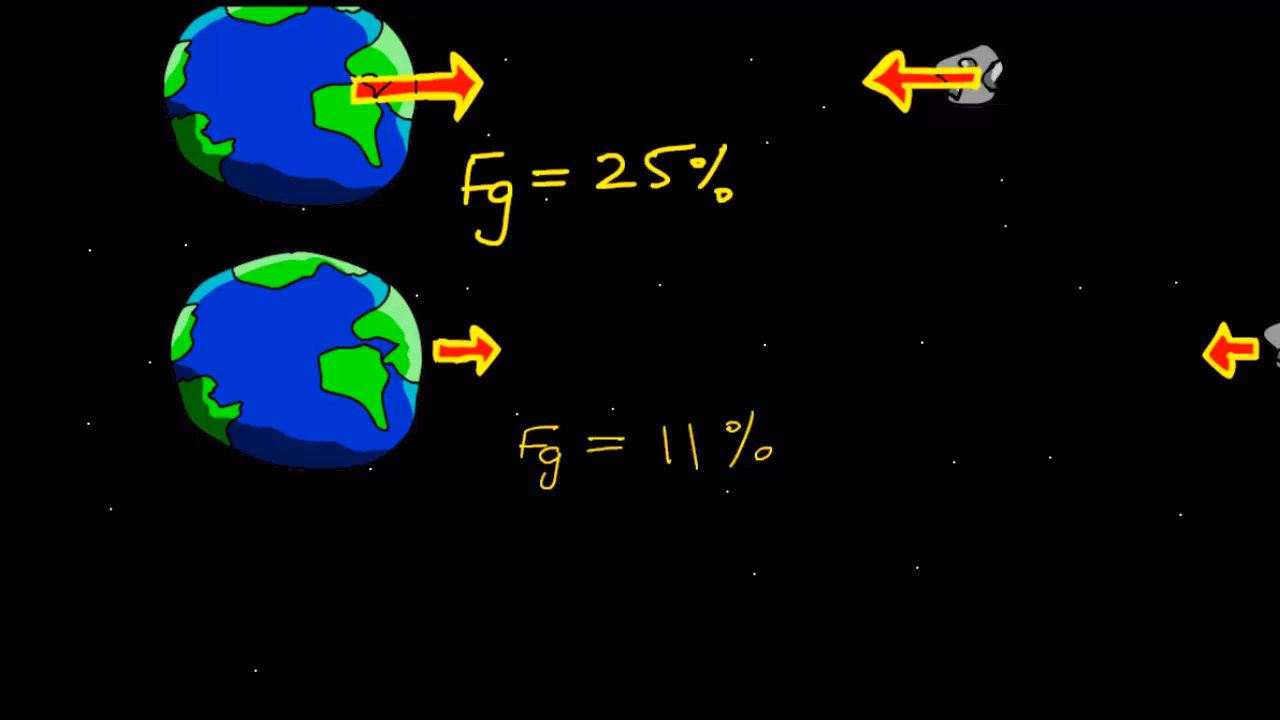 Fg = 25%
Fg = 11%